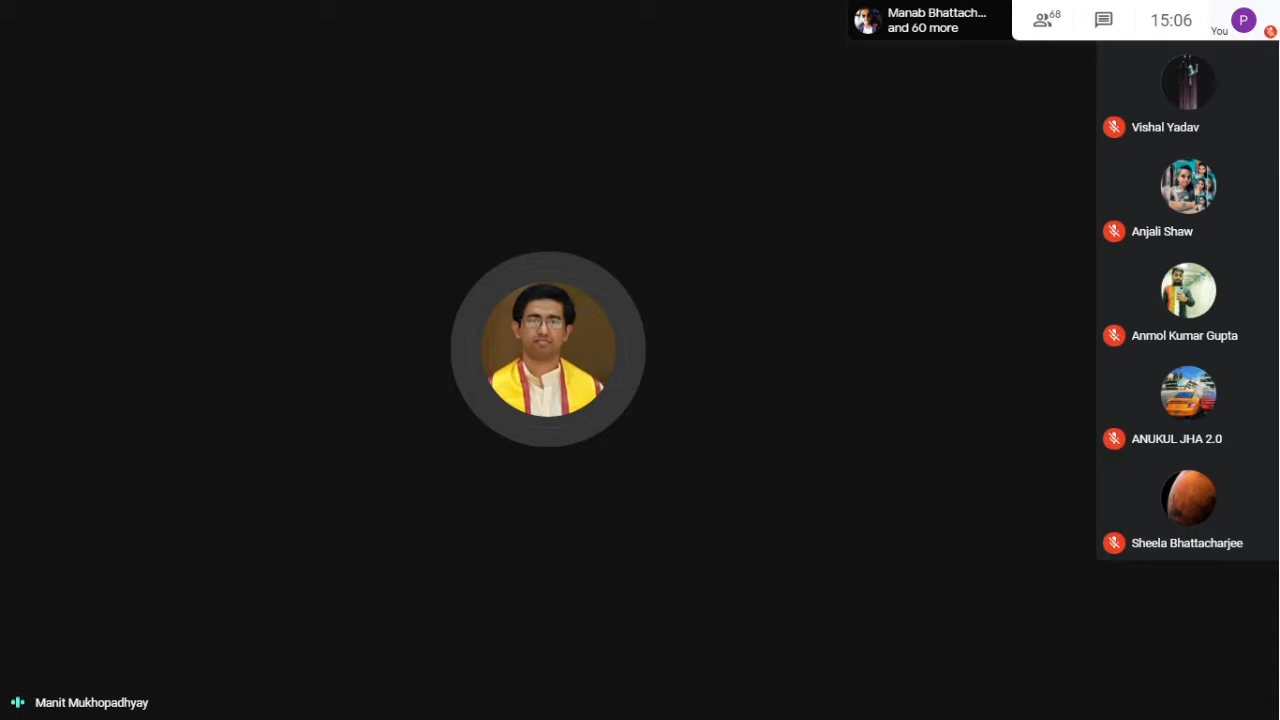 Manab Bhattach...
and 60 more
68
15:06
You
P
Vishal Yadav
Anjali Shaw
Anmol Kumar Gupta
ANUKUL JHA 2.0
Sheela Bhattacharjee
Manit Mukhopadhyay